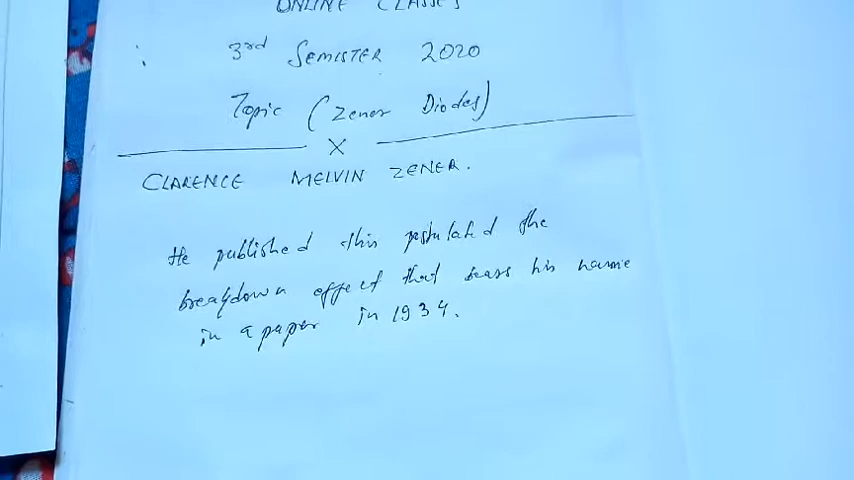 ONLINE CLASSES
3rd SEMISTER 2020
Topic (Zener Diodes)
X
CLARENCE MELVIN ZENER.
He published this postulated the
breakdown effect that bears his name
in a paper in 1934.